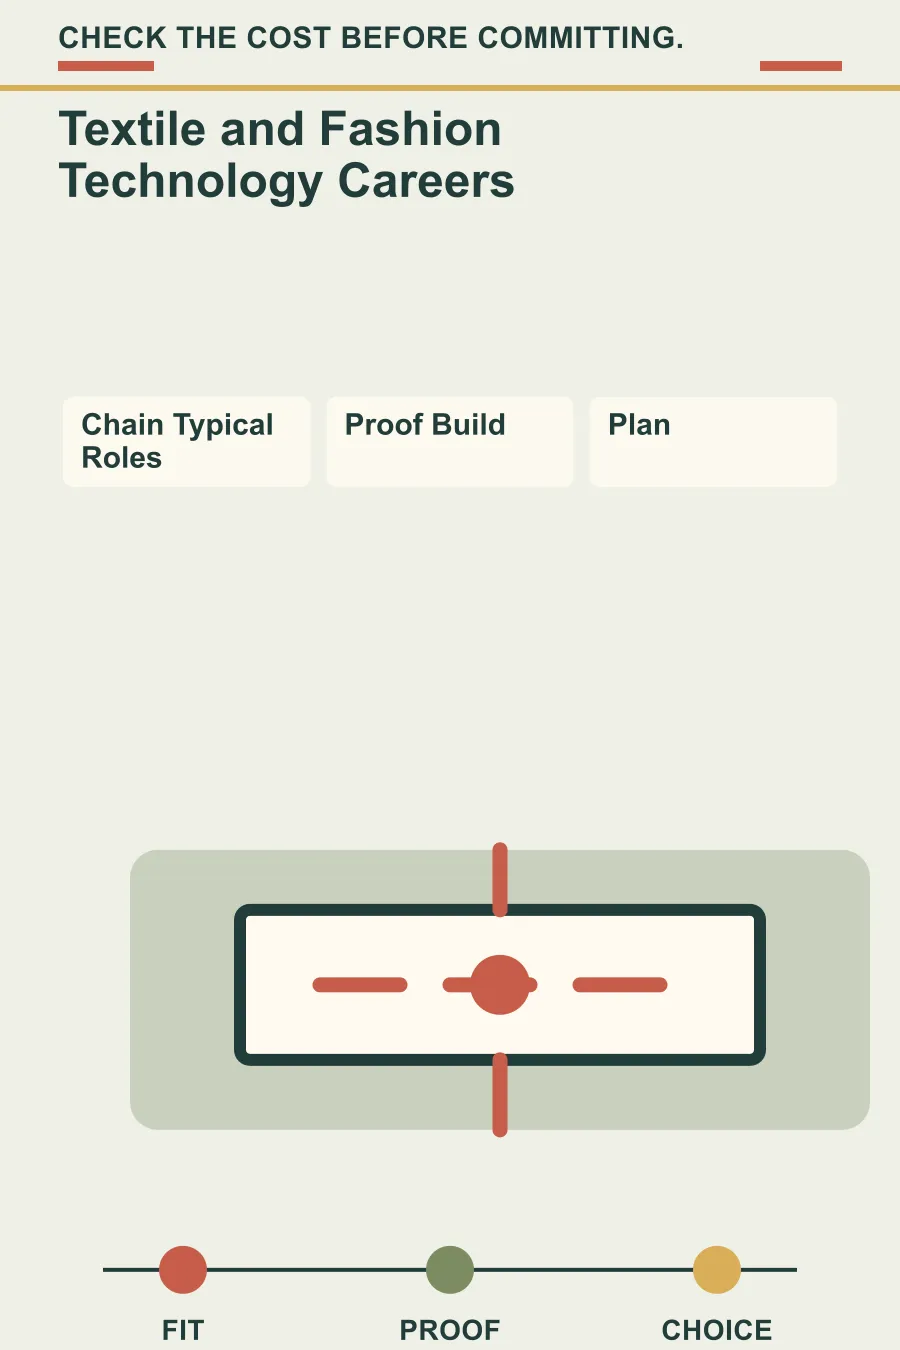 CHECK THE COST BEFORE COMMITTING.
Textile and Fashion
Technology Careers
Chain Typical
Roles
Proof Build
Plan
FIT
PROOF
CHOICE